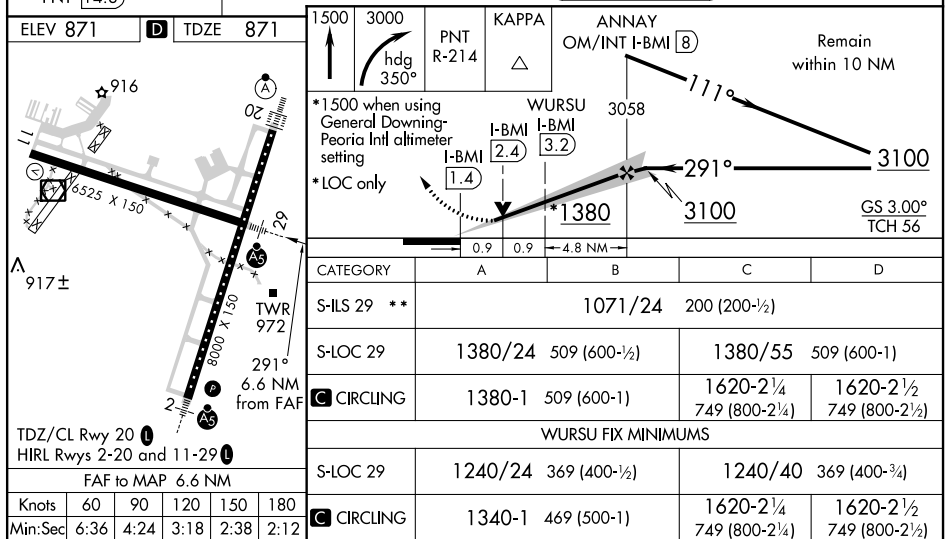 ELEV 871 D TDZE 871
916
A
20
11
V
6525 X 150
29
A5
917±
TWR
972
8000 X 150
291°
6.6 NM
from FAF
P
2
A5
TDZ/CL Rwy 20 L
HIRL Rwys 2-20 and 11-29 L
FAF to MAP 6.6 NM
Knots 60 90 120 150 180
Min:Sec 6:36 4:24 3:18 2:38 2:12
1500
3000
hdg
350°
PNT
R-214
KAPPA
ANNAY
OM/INT I-BMI 8
Remain
within 10 NM
*1500 when using
General Downing-
Peoria Intl altimeter
setting
*LOC only
I-BMI
1.4
I-BMI
2.4
WURSU
I-BMI
3.2
3058
111°
291°
3100
*1380
3100
GS 3.00°
TCH 56
0.9 0.9 4.8 NM
CATEGORY A B C D
S-ILS 29 ** 1071/24 200 (200-½)
S-LOC 29 1380/24 509 (600-½) 1380/55 509 (600-1)
C CIRCLING 1380-1 509 (600-1) 1620-2¼ 749 (800-2¼) 1620-2½ 749 (800-2½)
WURSU FIX MINIMUMS
S-LOC 29 1240/24 369 (400-½) 1240/40 369 (400-¾)
C CIRCLING 1340-1 469 (500-1) 1620-2¼ 749 (800-2¼) 1620-2½ 749 (800-2½)